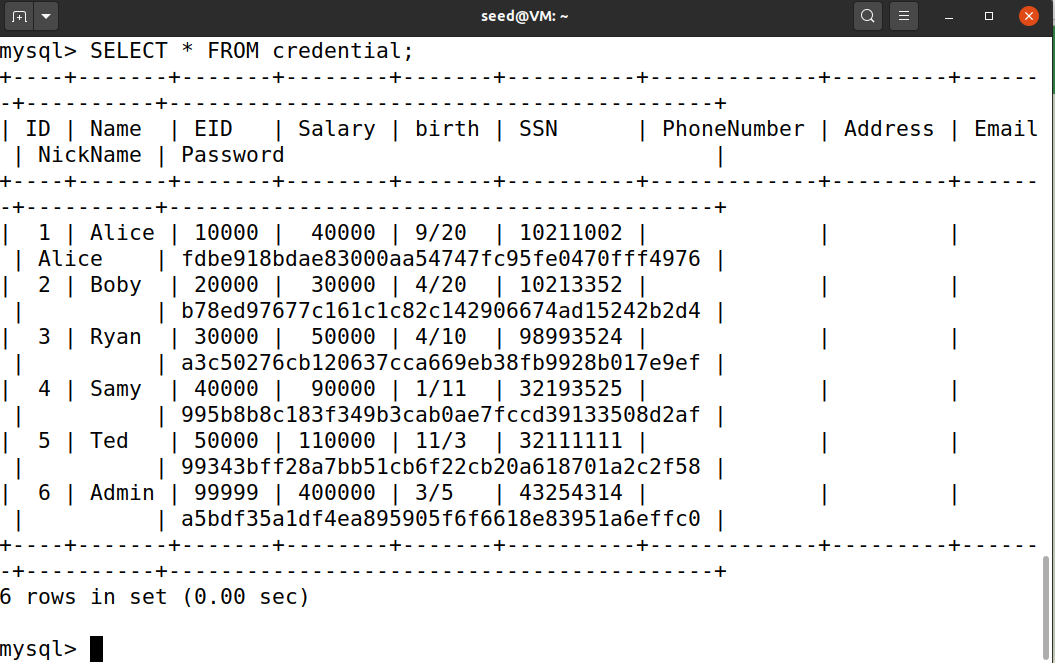 seed@VM: ~
mysql> SELECT * FROM credential;
+----+-------+-------+--------+-------+----------+-------------+---------+------
-+----------+------------------------------------------+
| ID | Name  | EID   | Salary | birth | SSN      | PhoneNumber | Address | Email
 | NickName | Password                                 |
+----+-------+-------+--------+-------+----------+-------------+---------+------
-+----------+------------------------------------------+
|  1 | Alice | 10000 |  40000 | 9/20  | 10211002 |             |         |
 | Alice    | fdbe918bdae83000aa54747fc95fe0470fff4976 |
|  2 | Boby  | 20000 |  30000 | 4/20  | 10213352 |             |         |
 |          | b78ed97677c161c1c82c142906674ad15242b2d4 |
|  3 | Ryan  | 30000 |  50000 | 4/10  | 98993524 |             |         |
 |          | a3c50276cb120637cca669eb38fb9928b017e9ef |
|  4 | Samy  | 40000 |  90000 | 1/11  | 32193525 |             |         |
 |          | 995b8b8c183f349b3cab0ae7fccd39133508d2af |
|  5 | Ted   | 50000 | 110000 | 11/3  | 32111111 |             |         |
 |          | 99343bff28a7bb51cb6f22cb20a618701a2c2f58 |
|  6 | Admin | 99999 | 400000 | 3/5   | 43254314 |             |         |
 |          | a5bdf35a1df4ea895905f6f6618e83951a6effc0 |
+----+-------+-------+--------+-------+----------+-------------+---------+------
-+----------+------------------------------------------+
6 rows in set (0.00 sec)
mysql>